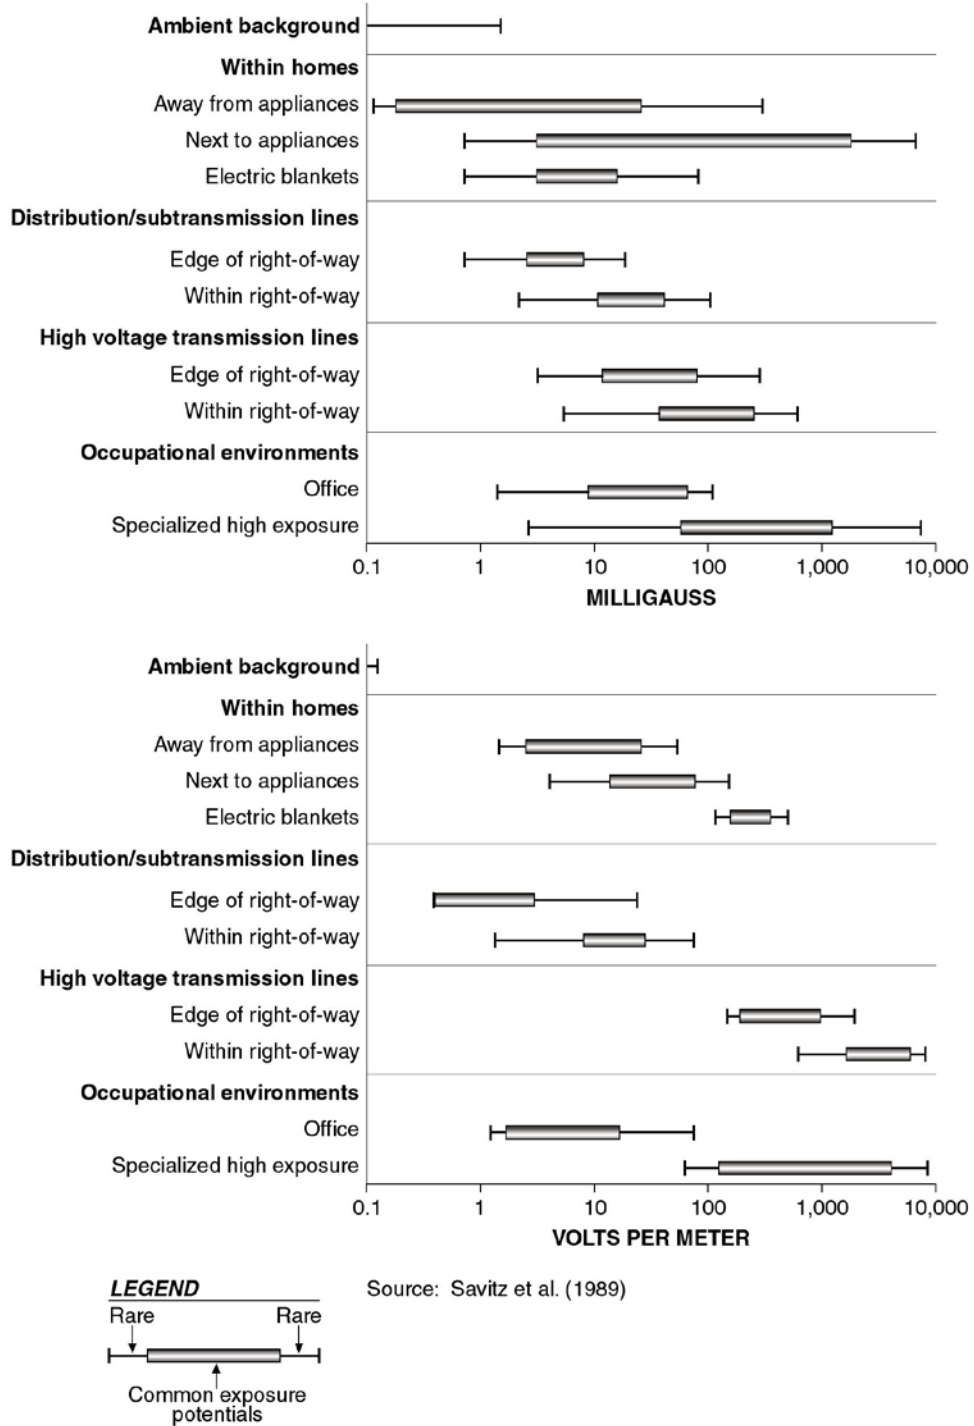 Ambient background
Within homes
Away from appliances
Next to appliances
Electric blankets
Distribution/subtransmission lines
Edge of right-of-way
Within right-of-way
High voltage transmission lines
Edge of right-of-way
Within right-of-way
Occupational environments
Office
Specialized high exposure
0.1 1 10 100 1,000 10,000
MILLIGAUSS
Ambient background
Within homes
Away from appliances
Next to appliances
Electric blankets
Distribution/subtransmission lines
Edge of right-of-way
Within right-of-way
High voltage transmission lines
Edge of right-of-way
Within right-of-way
Occupational environments
Office
Specialized high exposure
0.1 1 10 100 1,000 10,000
VOLTS PER METER
LEGEND
Source: Savitz et al. (1989)
Rare Rare
Common exposure
potentials